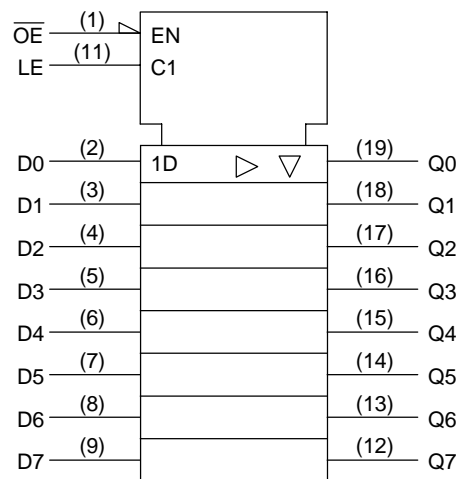 OE (1) EN
LE (11) C1
D0 (2) 1D (19) Q0
D1 (3) (18) Q1
D2 (4) (17) Q2
D3 (5) (16) Q3
D4 (6) (15) Q4
D5 (7) (14) Q5
D6 (8) (13) Q6
D7 (9) (12) Q7